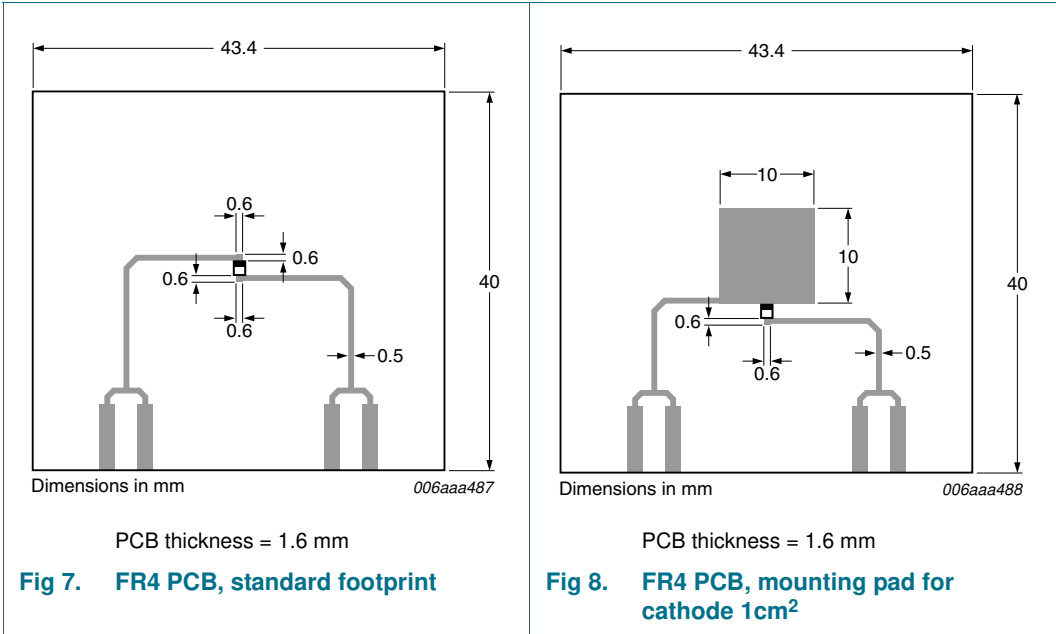 43.4
40
0.6
0.6
0.6
0.6
0.5
Dimensions in mm
006aaa487
PCB thickness = 1.6 mm
Fig 7. FR4 PCB, standard footprint
43.4
10
10
40
0.6
0.6
0.5
Dimensions in mm
006aaa488
PCB thickness = 1.6 mm
Fig 8. FR4 PCB, mounting pad for
cathode 1cm²